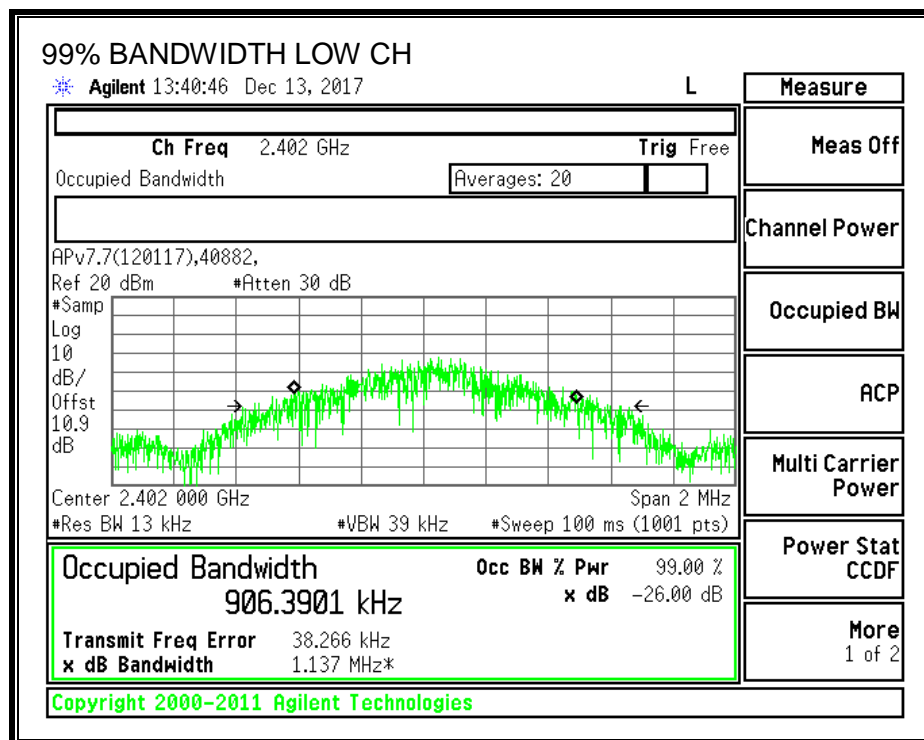 99% BANDWIDTH LOW CH
Agilent 13:40:46 Dec 13, 2017 L
Ch Freq 2.402 GHz Trig Free
Occupied Bandwidth Averages: 20
APv7.7(120117),40882,
Ref 20 dBm #Atten 30 dB
#Samp
Log
10
dB/
Offst
10.9
dB
Center 2.402 000 GHz Span 2 MHz
#Res BW 13 kHz #VBW 39 kHz #Sweep 100 ms (1001 pts)
Occupied Bandwidth Occ BW % Pwr 99.00 %
906.3901 kHz x dB -26.00 dB
Transmit Freq Error 38.266 kHz
x dB Bandwidth 1.137 MHz*
Copyright 2000-2011 Agilent Technologies
Measure
Meas Off
Channel Power
Occupied BW
ACP
Multi Carrier
Power
Power Stat
CCDF
More
1 of 2